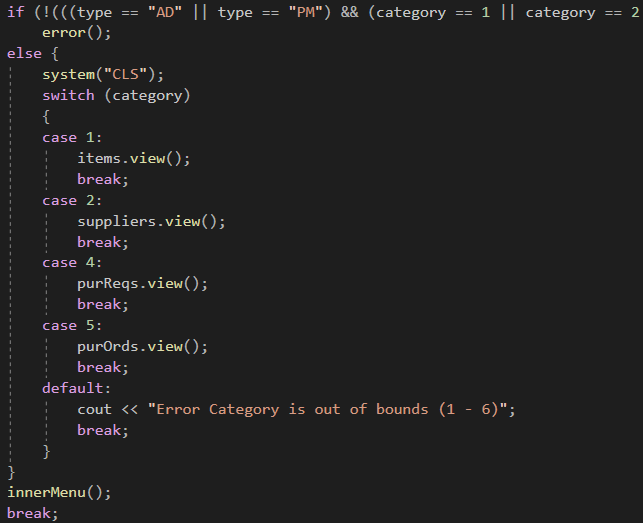 if (!(((type == "AD" || type == "PM") && (category == 1 || category == 2
error();
else {
system("CLS");
switch (category)
{
case 1:
items.view();
break;
case 2:
suppliers.view();
break;
case 4:
purReqs.view();
break;
case 5:
purOrds.view();
break;
default:
cout << "Error Category is out of bounds (1 - 6)";
break;
}
}
innerMenu();
break;